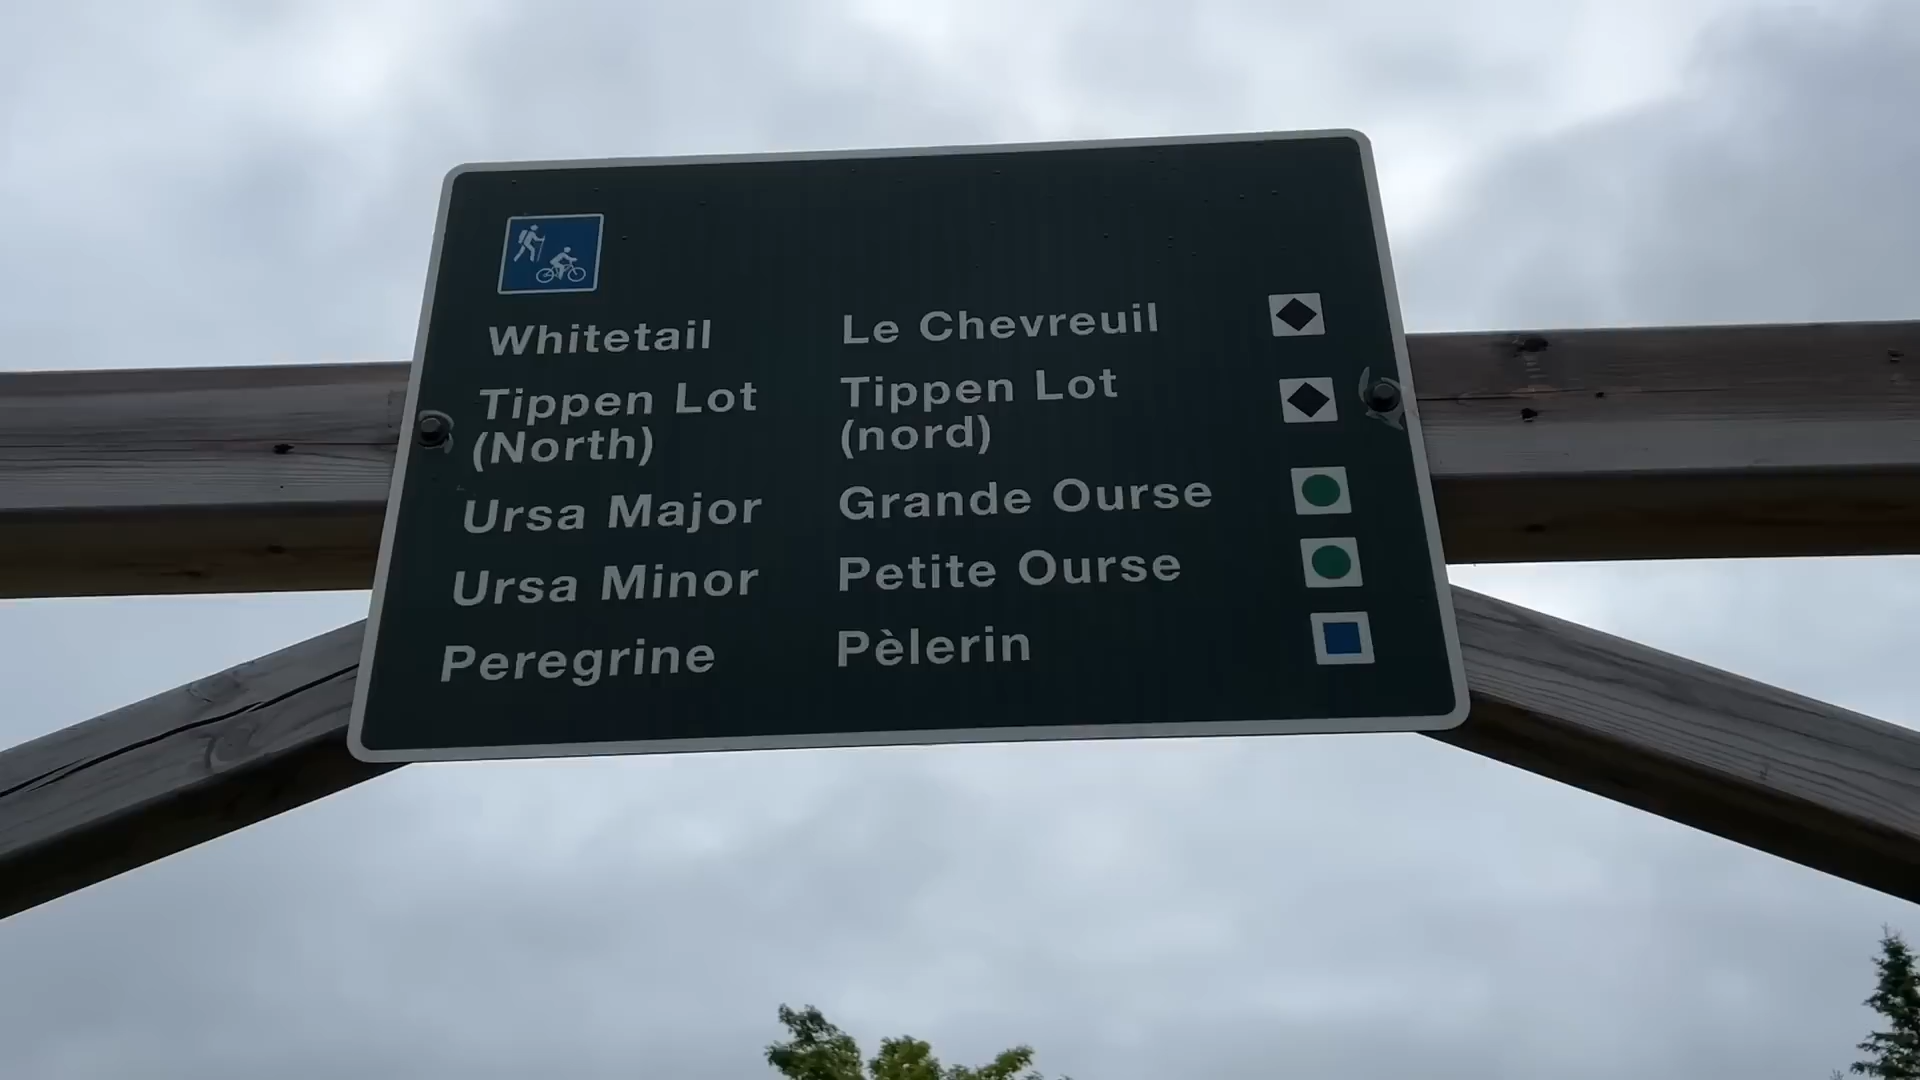 Whitetail Le Chevreuil
Tippen Lot Tippen Lot
(North) (nord)
Ursa Major Grande Ourse
Ursa Minor Petite Ourse
Peregrine Pèlerin